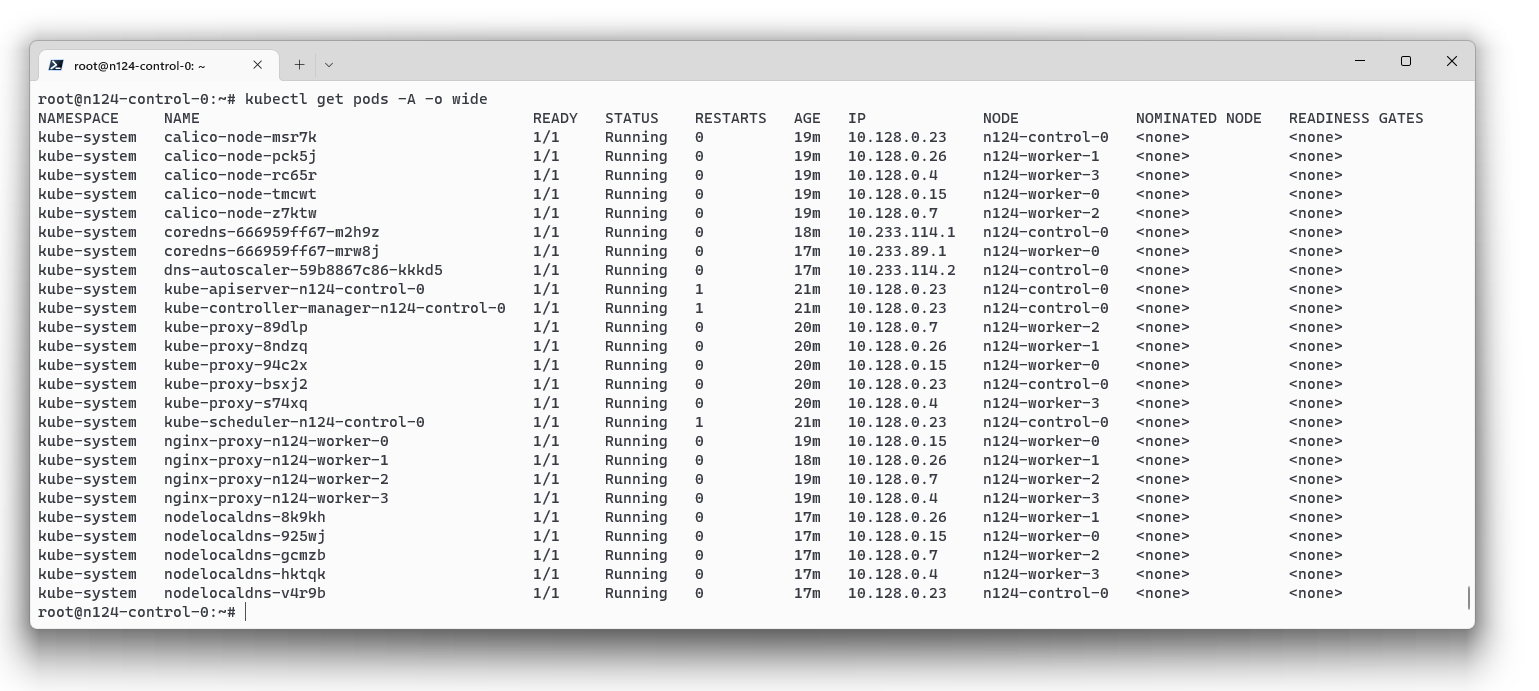 root@n124-control-0: ~
root@n124-control-0:~# kubectl get pods -A -o wide
NAMESPACE     NAME                                     READY   STATUS    RESTARTS   AGE   IP             NODE             NOMINATED NODE   READINESS GATES
kube-system   calico-node-msr7k                        1/1     Running   0          19m   10.128.0.23    n124-control-0   <none>           <none>
kube-system   calico-node-pck5j                        1/1     Running   0          19m   10.128.0.26    n124-worker-1    <none>           <none>
kube-system   calico-node-rc65r                        1/1     Running   0          19m   10.128.0.4     n124-worker-3    <none>           <none>
kube-system   calico-node-tmcwt                        1/1     Running   0          19m   10.128.0.15    n124-worker-0    <none>           <none>
kube-system   calico-node-z7ktw                        1/1     Running   0          19m   10.128.0.7     n124-worker-2    <none>           <none>
kube-system   coredns-666959ff67-m2h9z                 1/1     Running   0          18m   10.233.114.1   n124-control-0   <none>           <none>
kube-system   coredns-666959ff67-mrw8j                 1/1     Running   0          17m   10.233.89.1    n124-worker-0    <none>           <none>
kube-system   dns-autoscaler-59b8867c86-kkkd5          1/1     Running   0          17m   10.233.114.2   n124-control-0   <none>           <none>
kube-system   kube-apiserver-n124-control-0            1/1     Running   1          21m   10.128.0.23    n124-control-0   <none>           <none>
kube-system   kube-controller-manager-n124-control-0   1/1     Running   1          21m   10.128.0.23    n124-control-0   <none>           <none>
kube-system   kube-proxy-89dlp                         1/1     Running   0          20m   10.128.0.7     n124-worker-2    <none>           <none>
kube-system   kube-proxy-8ndzq                         1/1     Running   0          20m   10.128.0.26    n124-worker-1    <none>           <none>
kube-system   kube-proxy-94c2x                         1/1     Running   0          20m   10.128.0.15    n124-worker-0    <none>           <none>
kube-system   kube-proxy-bsxj2                         1/1     Running   0          20m   10.128.0.23    n124-control-0   <none>           <none>
kube-system   kube-proxy-s74xq                         1/1     Running   0          20m   10.128.0.4     n124-worker-3    <none>           <none>
kube-system   kube-scheduler-n124-control-0            1/1     Running   1          21m   10.128.0.23    n124-control-0   <none>           <none>
kube-system   nginx-proxy-n124-worker-0                1/1     Running   0          19m   10.128.0.15    n124-worker-0    <none>           <none>
kube-system   nginx-proxy-n124-worker-1                1/1     Running   0          18m   10.128.0.26    n124-worker-1    <none>           <none>
kube-system   nginx-proxy-n124-worker-2                1/1     Running   0          19m   10.128.0.7     n124-worker-2    <none>           <none>
kube-system   nginx-proxy-n124-worker-3                1/1     Running   0          19m   10.128.0.4     n124-worker-3    <none>           <none>
kube-system   nodelocaldns-8k9kh                       1/1     Running   0          17m   10.128.0.26    n124-worker-1    <none>           <none>
kube-system   nodelocaldns-925wj                       1/1     Running   0          17m   10.128.0.15    n124-worker-0    <none>           <none>
kube-system   nodelocaldns-gcmzb                       1/1     Running   0          17m   10.128.0.7     n124-worker-2    <none>           <none>
kube-system   nodelocaldns-hktqk                       1/1     Running   0          17m   10.128.0.4     n124-worker-3    <none>           <none>
kube-system   nodelocaldns-v4r9b                       1/1     Running   0          17m   10.128.0.23    n124-control-0   <none>           <none>
root@n124-control-0:~#